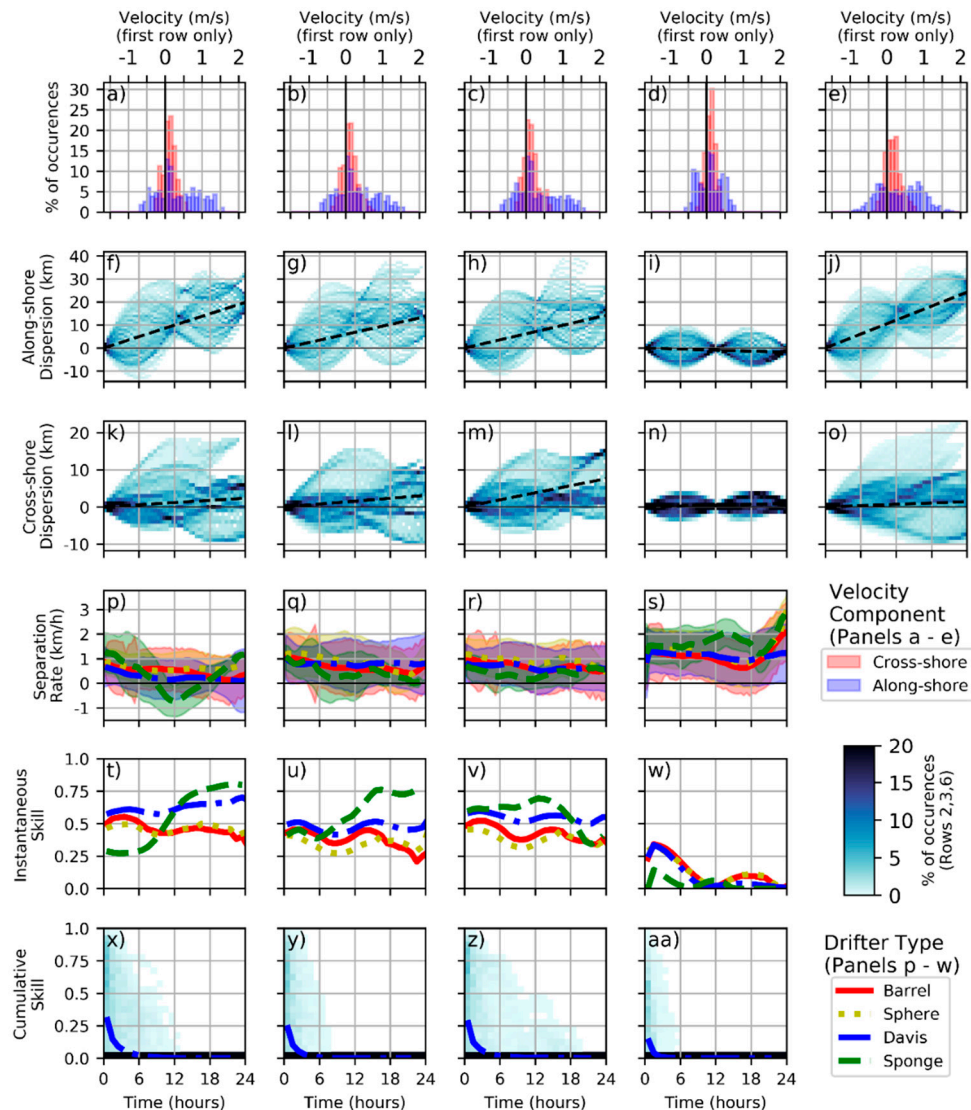 Velocity (m/s) Velocity (m/s) Velocity (m/s) Velocity (m/s) Velocity (m/s)
(first row only) (first row only) (first row only) (first row only) (first row only)
-1 0 1 2 -1 0 1 2 -1 0 1 2 -1 0 1 2 -1 0 1 2
% of occurences
30
25
20
15
10
5
0
a) b) c) d) e)
Along-shore
Dispersion (km)
40
30
20
10
0
-10
f) g) h) i) j)
Cross-shore
Dispersion (km)
20
10
0
-10
k) l) m) n) o)
0 6 12 18 24
Separation
Rate (km/h)
3
2
1
0
-1
p) q) r) s)
Velocity
Component
(Panels a - e)
Cross-shore
Along-shore
Instantaneous
Skill
1.0
0.75
0.5
0.25
0.0
t) u) v) w)
20
15
10
5
0
% of occurences
(Rows 2,3.6)
Cumulative
Skill
1.0
0.75
0.5
0.25
0.0
x) y) z) aa)
0 6 12 18 24 0 6 12 18 24 0 6 12 18 24 0 6 12 18 24
Time (hours) Time (hours) Time (hours) Time (hours)
Drifter Type
(Panels p - w)
Barrel
Sphere
Davis
Sponge